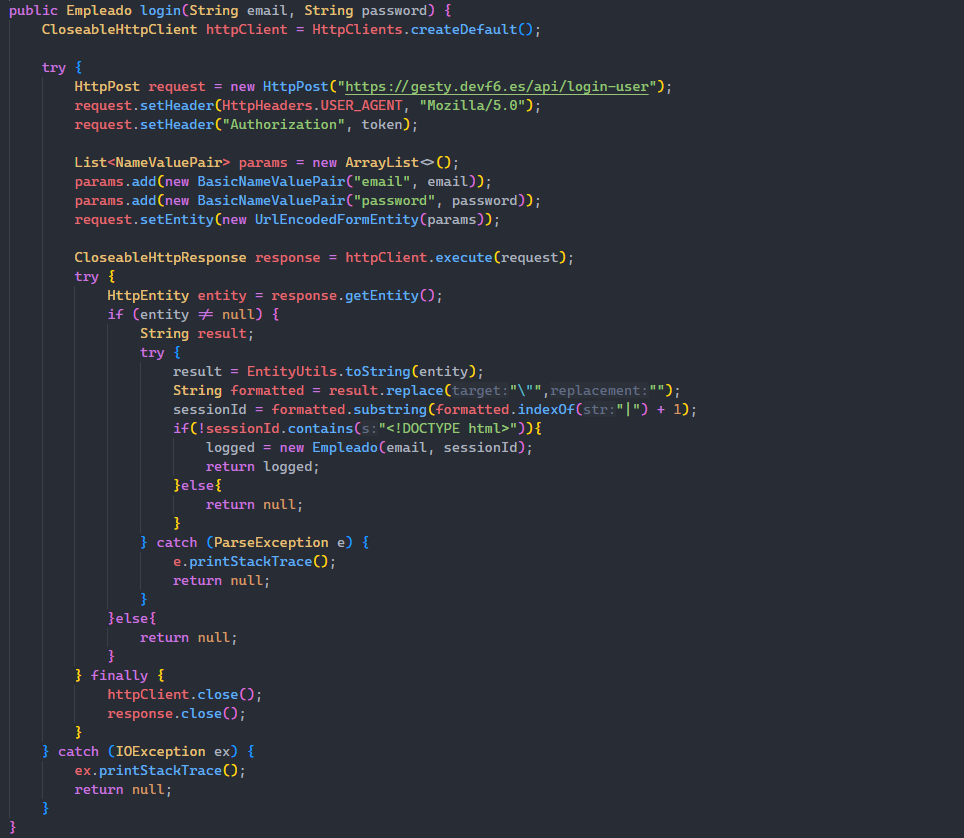 public Empleado login(String email, String password) {
    CloseableHttpClient httpClient = HttpClients.createDefault();

    try {
        HttpPost request = new HttpPost("https://gesty.devf6.es/api/login-user");
        request.setHeader(HttpHeaders.USER_AGENT, "Mozilla/5.0");
        request.setHeader("Authorization", token);

        List<NameValuePair> params = new ArrayList<>();
        params.add(new BasicNameValuePair("email", email));
        params.add(new BasicNameValuePair("password", password));
        request.setEntity(new UrlEncodedFormEntity(params));

        CloseableHttpResponse response = httpClient.execute(request);
        try {
            HttpEntity entity = response.getEntity();
            if (entity ≠ null) {
                String result;
                try {
                    result = EntityUtils.toString(entity);
                    String formatted = result.replace(target:"\"",replacement:"");
                    sessionId = formatted.substring(formatted.indexOf(str:"|") + 1);
                    if(!sessionId.contains(s:"<!DOCTYPE html>")){
                        logged = new Empleado(email, sessionId);
                        return logged;
                    }else{
                        return null;
                    }
                } catch (ParseException e) {
                    e.printStackTrace();
                    return null;
                }
            }else{
                return null;
            }
        } finally {
            httpClient.close();
            response.close();
        }
    } catch (IOException ex) {
        ex.printStackTrace();
        return null;
    }
}